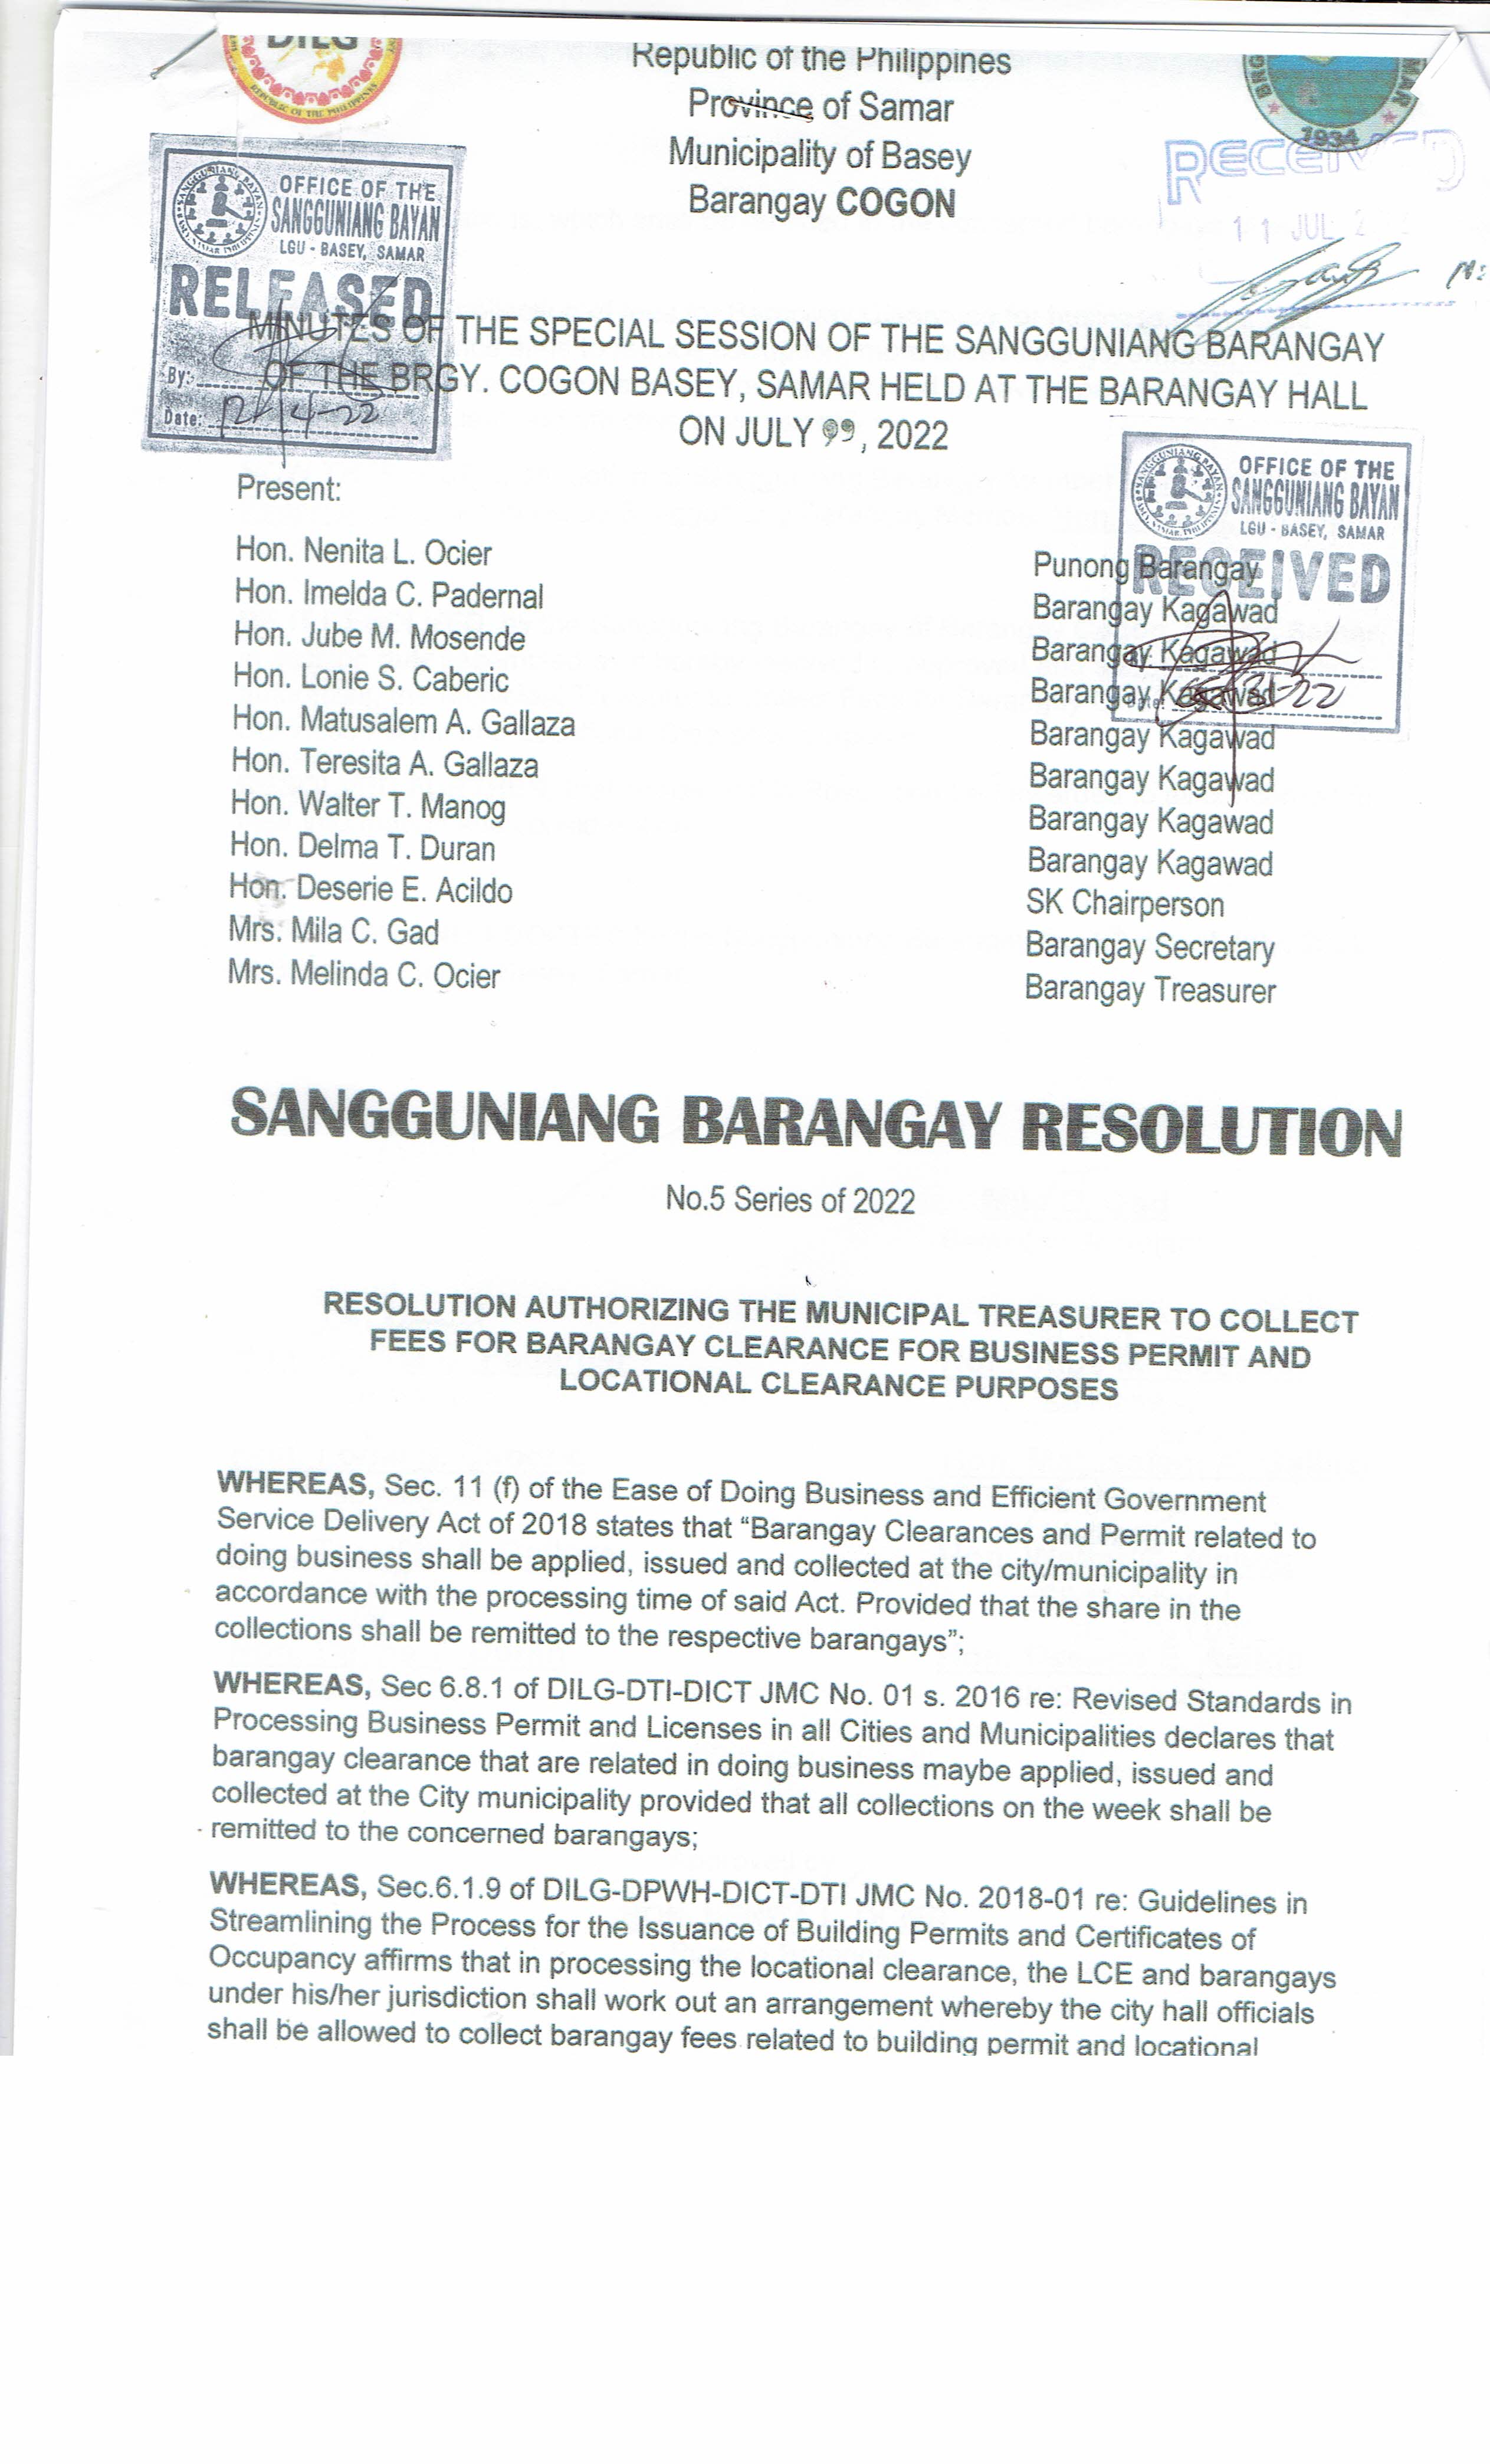 DILG
REPUBLIC OF THE PHILIPPINES
Republic of the Philippines
Province of Samar
Municipality of Basey
Barangay COGON
BRG
MAR
1934
RECEIVED
11 JUL 2
OFFICE OF THE
SANGGUNIANG BAYAN
LGU - BASEY, SAMAR
RELEASED
By:
Date: 12-14-22
MINUTES OF THE SPECIAL SESSION OF THE SANGGUNIANG BARANGAY
OF THE BRGY. COGON BASEY, SAMAR HELD AT THE BARANGAY HALL
ON JULY 99, 2022
OFFICE OF THE
SANGGUNIANG BAYAN
LGU - BASEY, SAMAR
RECEIVED
Date:
Present:
Hon. Nenita L. Ocier Punong Barangay
Hon. Imelda C. Padernal Barangay Kagawad
Hon. Jube M. Mosende Barangay Kagawad
Hon. Lonie S. Caberic Barangay Kagawad
Hon. Matusalem A. Gallaza Barangay Kagawad
Hon. Teresita A. Gallaza Barangay Kagawad
Hon. Walter T. Manog Barangay Kagawad
Hon. Delma T. Duran Barangay Kagawad
Hon. Deserie E. Acildo SK Chairperson
Mrs. Mila C. Gad Barangay Secretary
Mrs. Melinda C. Ocier Barangay Treasurer
SANGGUNIANG BARANGAY RESOLUTION
No.5 Series of 2022
RESOLUTION AUTHORIZING THE MUNICIPAL TREASURER TO COLLECT
FEES FOR BARANGAY CLEARANCE FOR BUSINESS PERMIT AND
LOCATIONAL CLEARANCE PURPOSES
WHEREAS, Sec. 11 (f) of the Ease of Doing Business and Efficient Government
Service Delivery Act of 2018 states that “Barangay Clearances and Permit related to
doing business shall be applied, issued and collected at the city/municipality in
accordance with the processing time of said Act. Provided that the share in the
collections shall be remitted to the respective barangays”;
WHEREAS, Sec 6.8.1 of DILG-DTI-DICT JMC No. 01 s. 2016 re: Revised Standards in
Processing Business Permit and Licenses in all Cities and Municipalities declares that
barangay clearance that are related in doing business maybe applied, issued and
collected at the City municipality provided that all collections on the week shall be
remitted to the concerned barangays;
WHEREAS, Sec.6.1.9 of DILG-DPWH-DICT-DTI JMC No. 2018-01 re: Guidelines in
Streamlining the Process for the Issuance of Building Permits and Certificates of
Occupancy affirms that in processing the locational clearance, the LCE and barangays
under his/her jurisdiction shall work out an arrangement whereby the city hall officials
shall be allowed to collect barangay fees related to building permit and locational